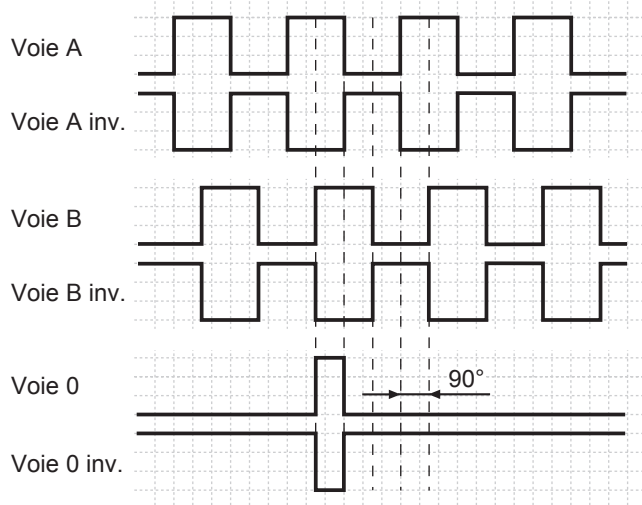 Voie A
Voie A inv.
Voie B
Voie B inv.
Voie 0
90°
Voie 0 inv.